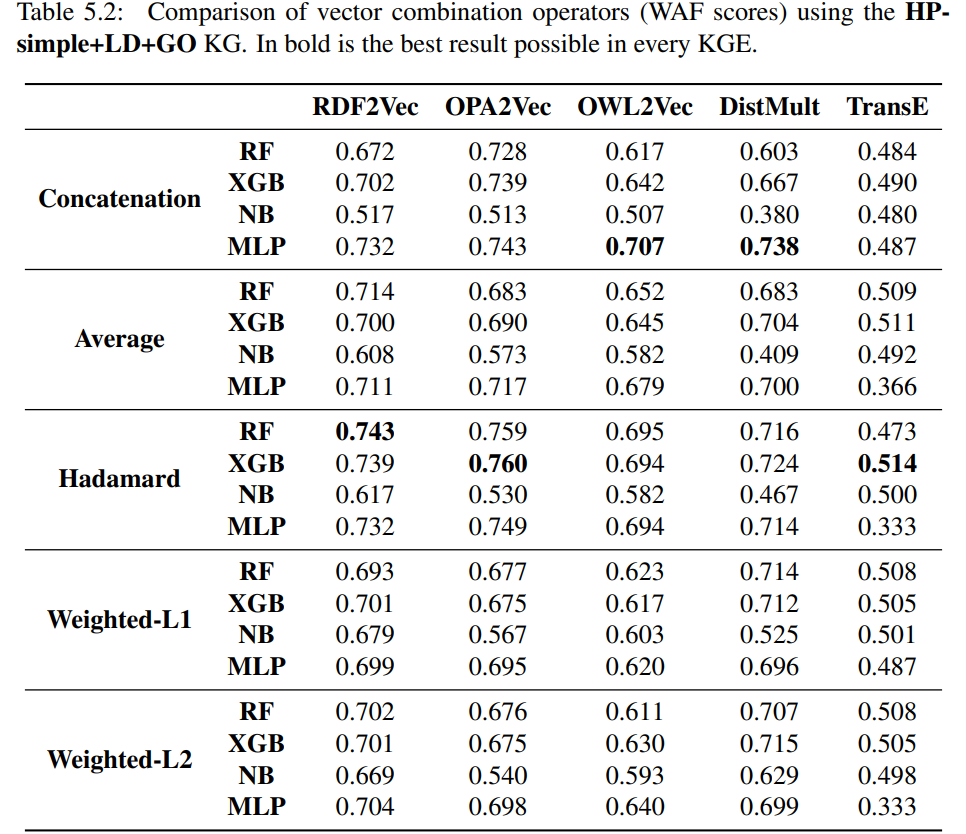 Table 5.2: Comparison of vector combination operators (WAF scores) using the HP-
simple+LD+GO KG. In bold is the best result possible in every KGE.
RDF2Vec OPA2Vec OWL2Vec DistMult TransE
Concatenation
RF 0.672 0.728 0.617 0.603 0.484
XGB 0.702 0.739 0.642 0.667 0.490
NB 0.517 0.513 0.507 0.380 0.480
MLP 0.732 0.743 0.707 0.738 0.487
Average
RF 0.714 0.683 0.652 0.683 0.509
XGB 0.700 0.690 0.645 0.704 0.511
NB 0.608 0.573 0.582 0.409 0.492
MLP 0.711 0.717 0.679 0.700 0.366
Hadamard
RF 0.743 0.759 0.695 0.716 0.473
XGB 0.739 0.760 0.694 0.724 0.514
NB 0.617 0.530 0.582 0.467 0.500
MLP 0.732 0.749 0.694 0.714 0.333
Weighted-L1
RF 0.693 0.677 0.623 0.714 0.508
XGB 0.701 0.675 0.617 0.712 0.505
NB 0.679 0.567 0.603 0.525 0.501
MLP 0.699 0.695 0.620 0.696 0.487
Weighted-L2
RF 0.702 0.676 0.611 0.707 0.508
XGB 0.701 0.675 0.630 0.715 0.505
NB 0.669 0.540 0.593 0.629 0.498
MLP 0.704 0.698 0.640 0.699 0.333